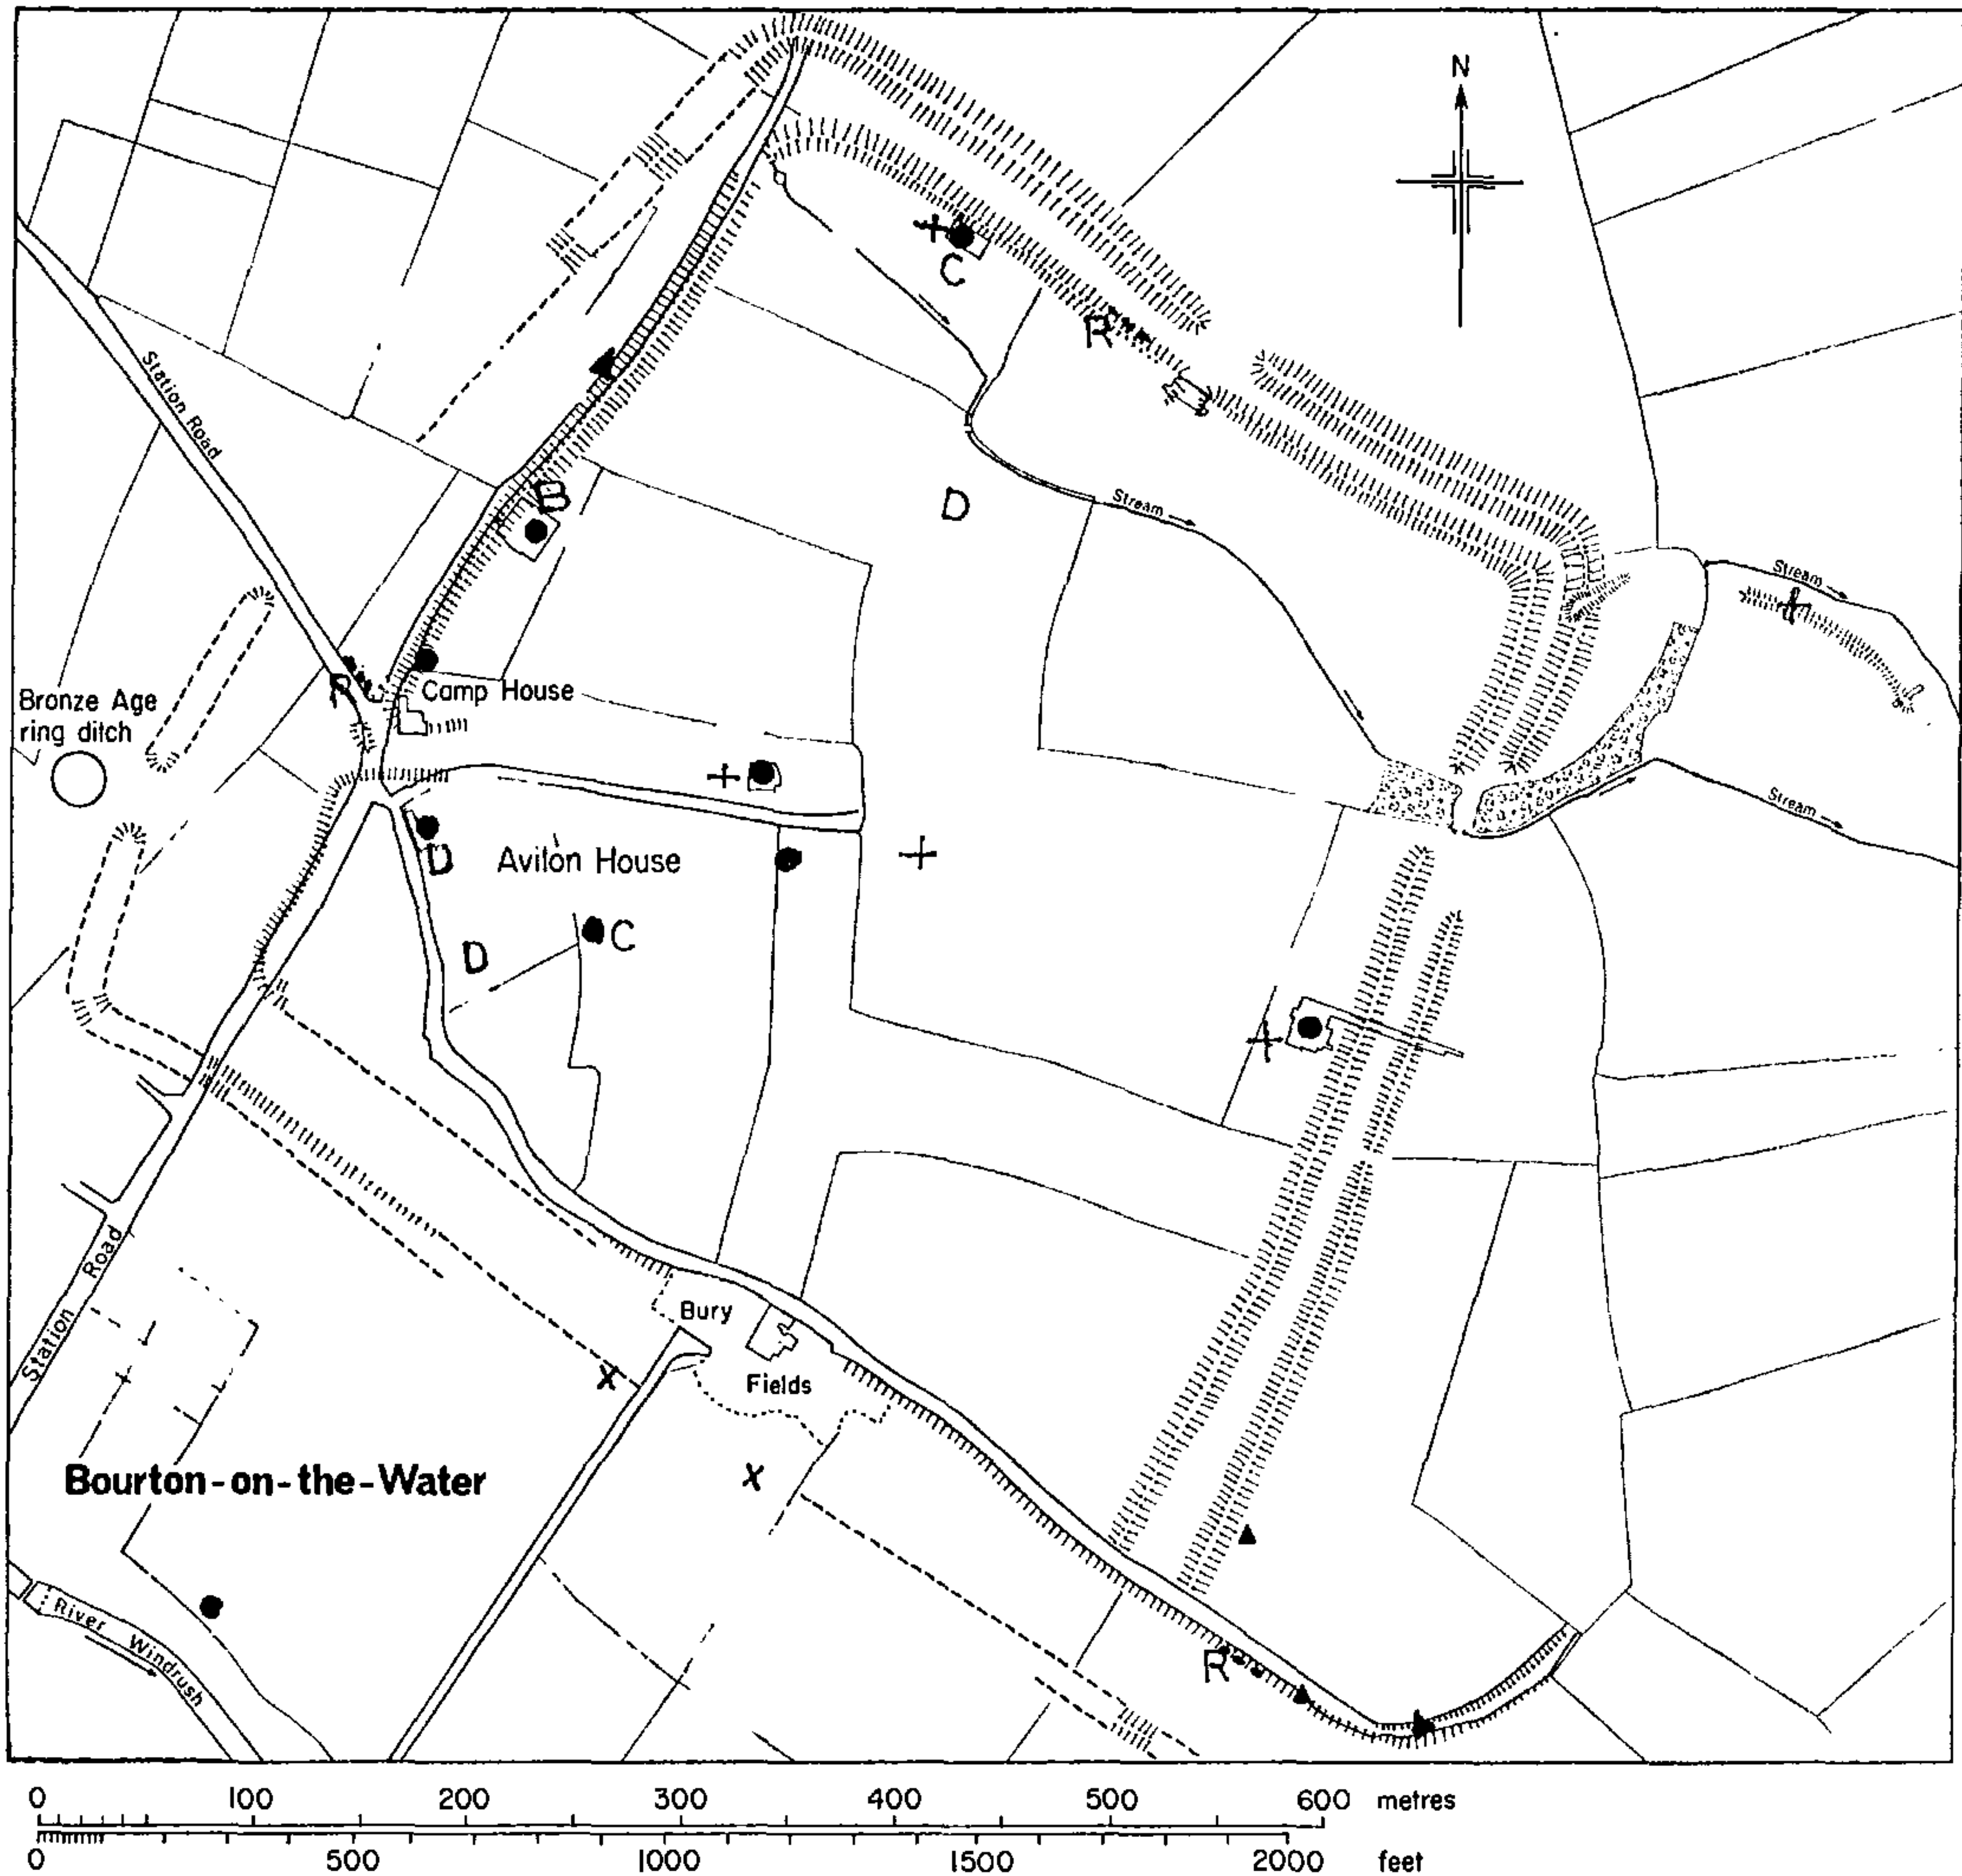 N
C
R
Station Road
B
D
Stream
Stream
R
Camp House
Bronze Age
ring ditch
Stream
D
Avilon House
C
D
Station Road
Bury
Fields
X
X
Bourton-on-the-Water
River Windrush
R
0 100 200 300 400 500 600 metres
0 500 1000 1500 2000 feet